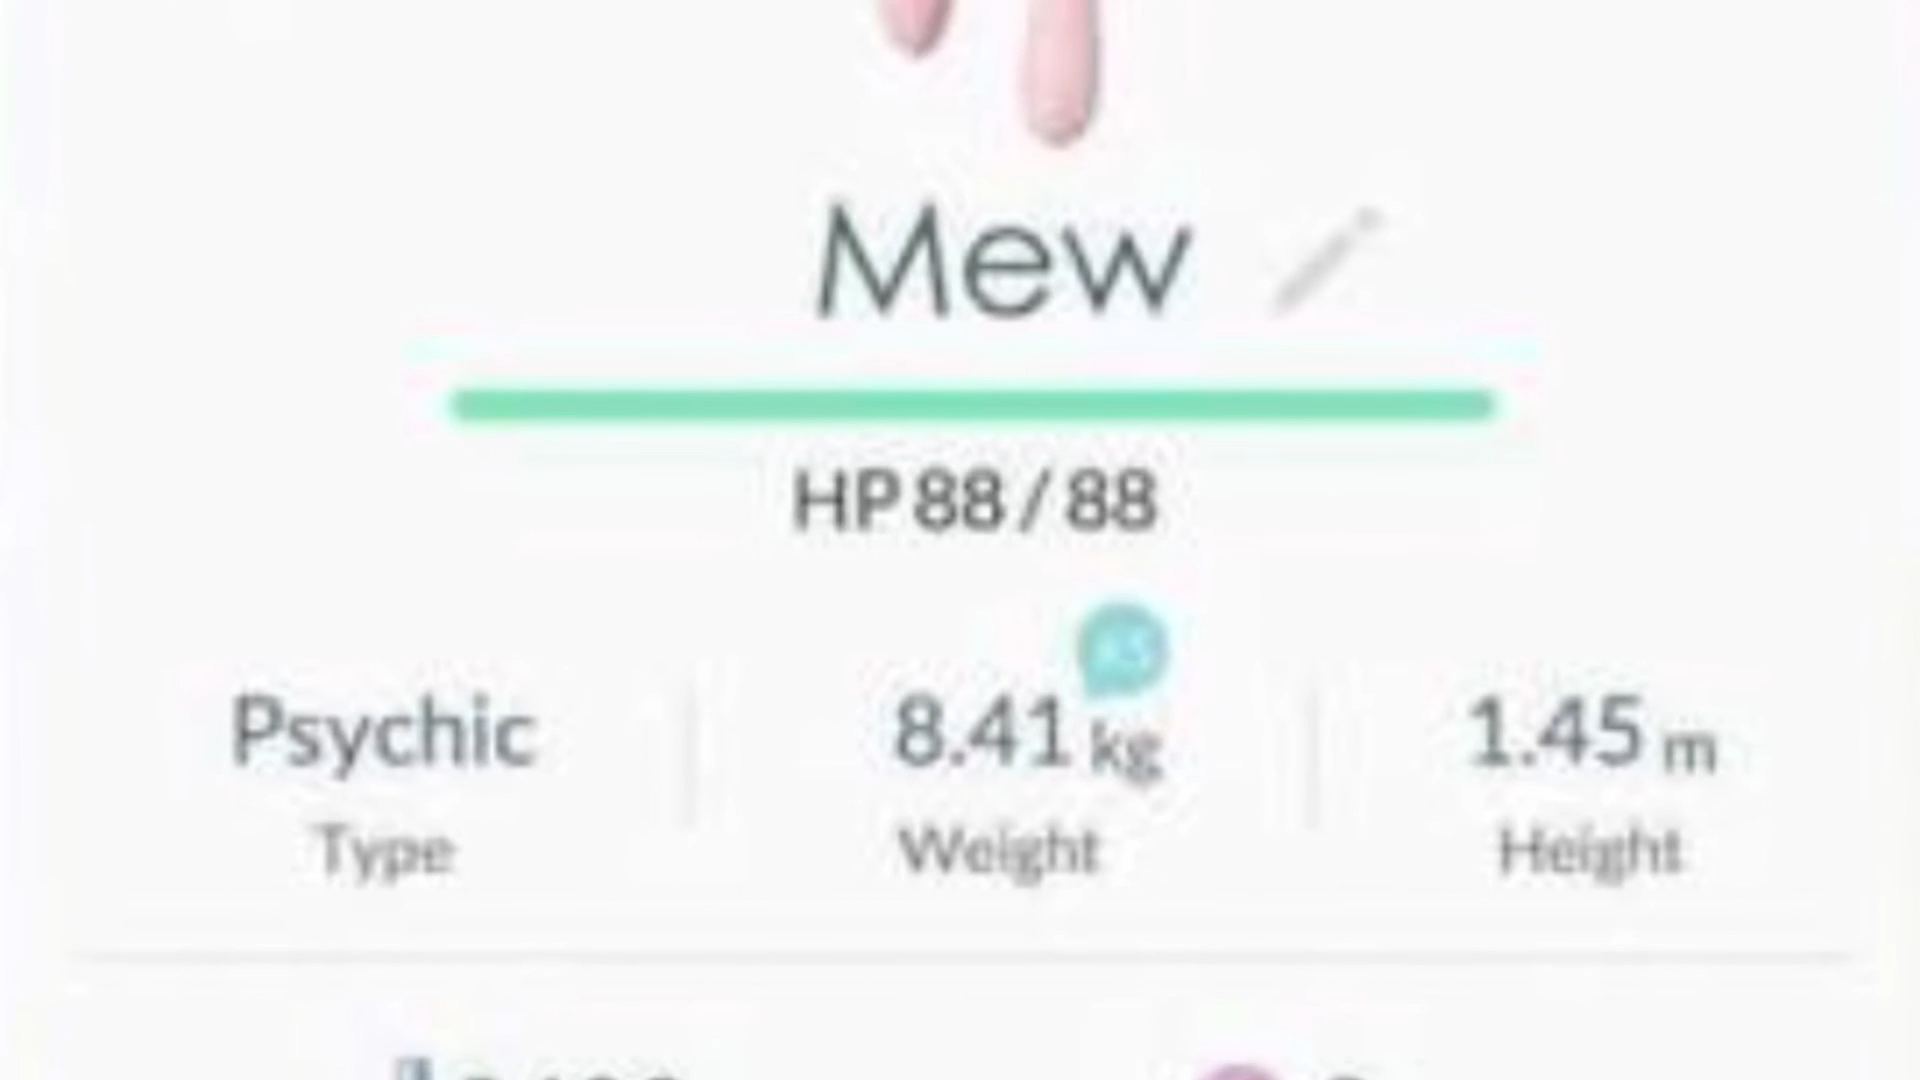 Mew
HP 88 / 88
8.41 kg
1.45 m
Psychic
Weight
Height
Type